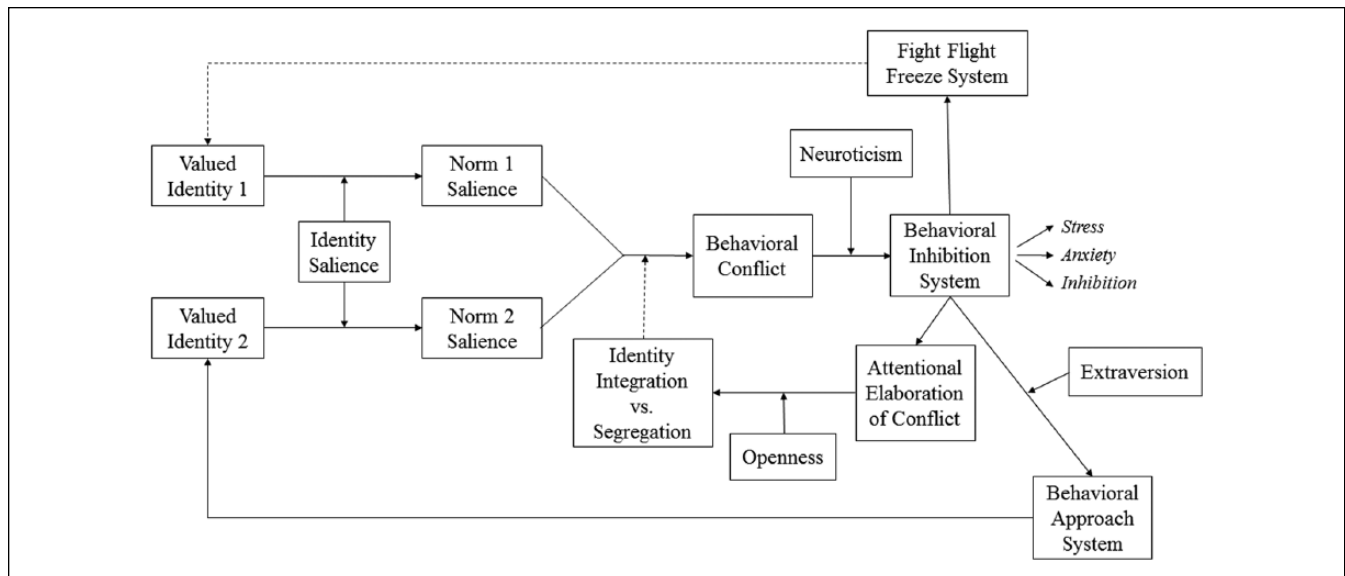 Fight Flight
Freeze System
Neuroticism
Valued
Identity 1
Norm 1
Salience
Identity
Salience
Behavioral
Conflict
Behavioral
Inhibition
System
Stress
Anxiety
Inhibition
Valued
Identity 2
Norm 2
Salience
Identity
Integration
vs.
Segregation
Attentional
Elaboration
of Conflict
Extraversion
Openness
Behavioral
Approach
System